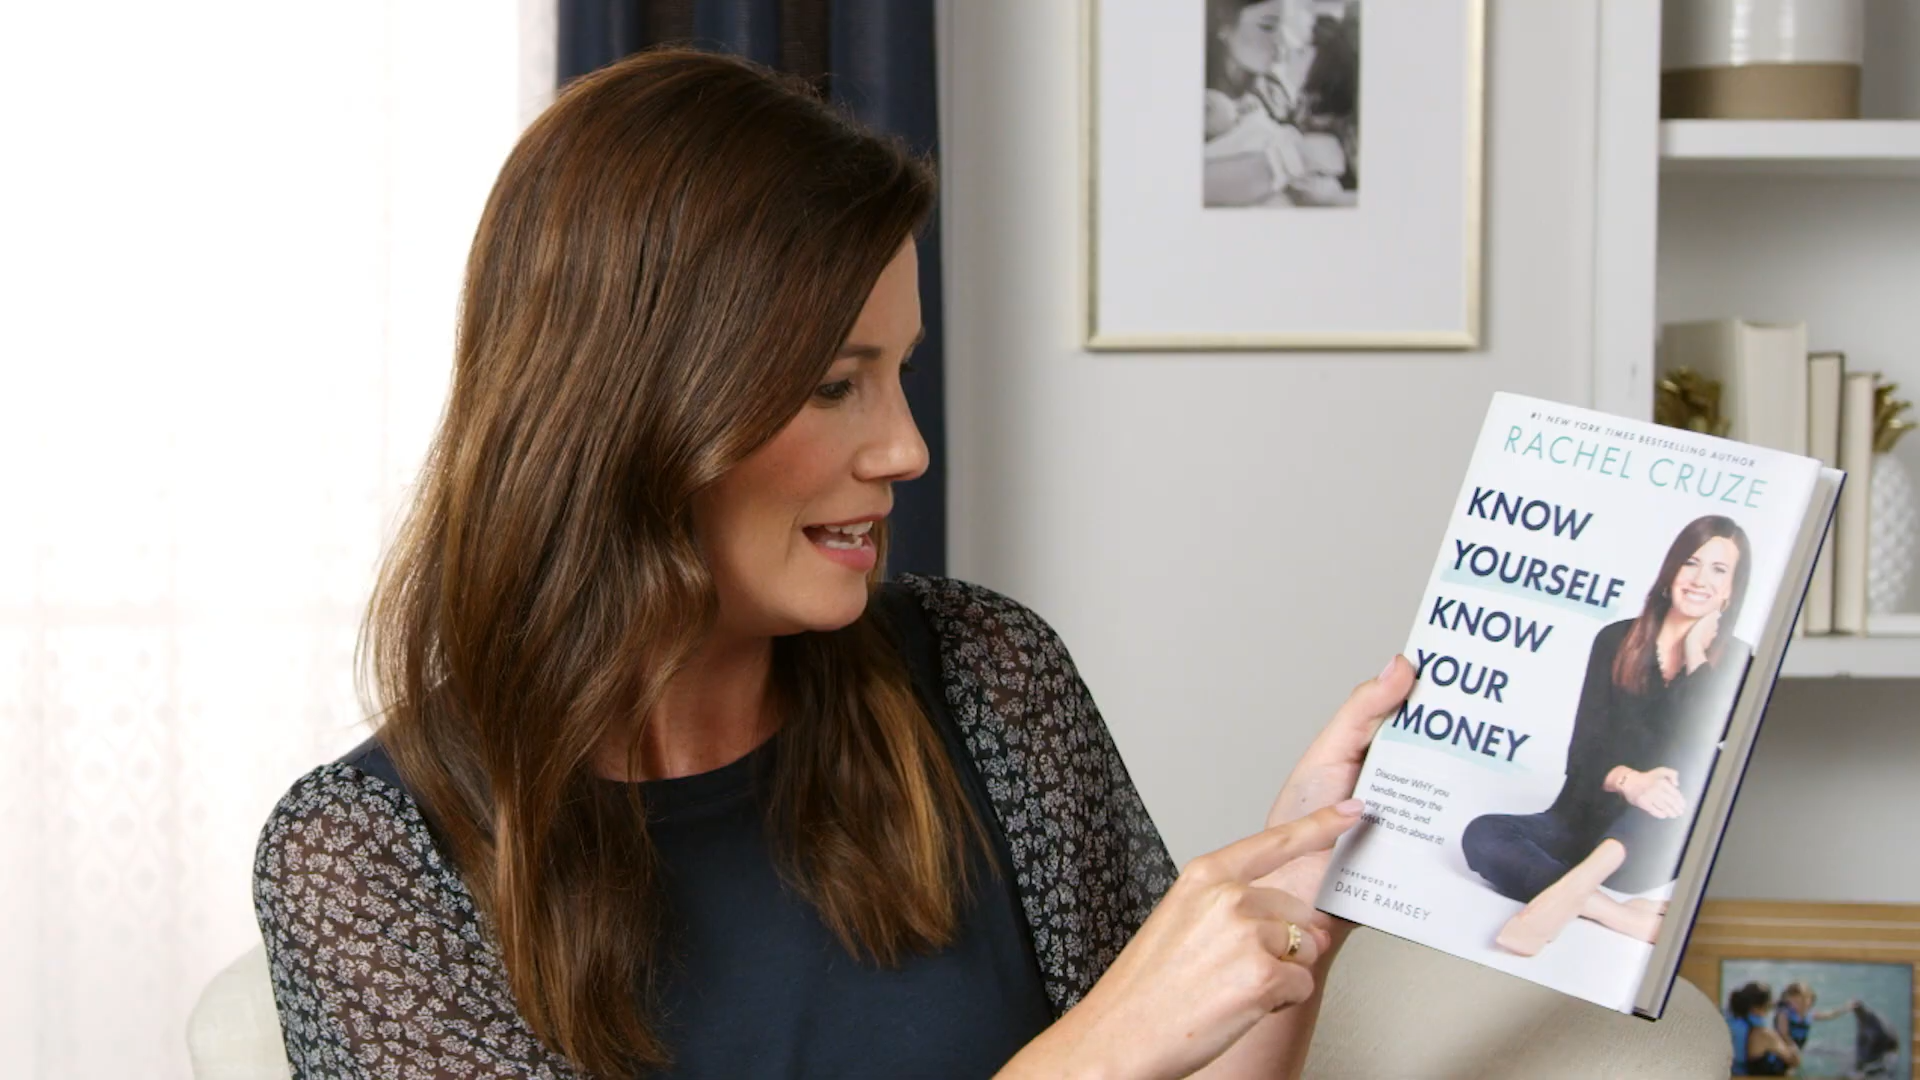 #1 NEW YORK TIMES BESTSELLING AUTHOR
RACHEL CRUZE
KNOW
YOURSELF
KNOW
YOUR
MONEY
Discover WHY you
handle money the
way you do, and
WHAT to do about it!
FOREWORD BY
DAVE RAMSEY